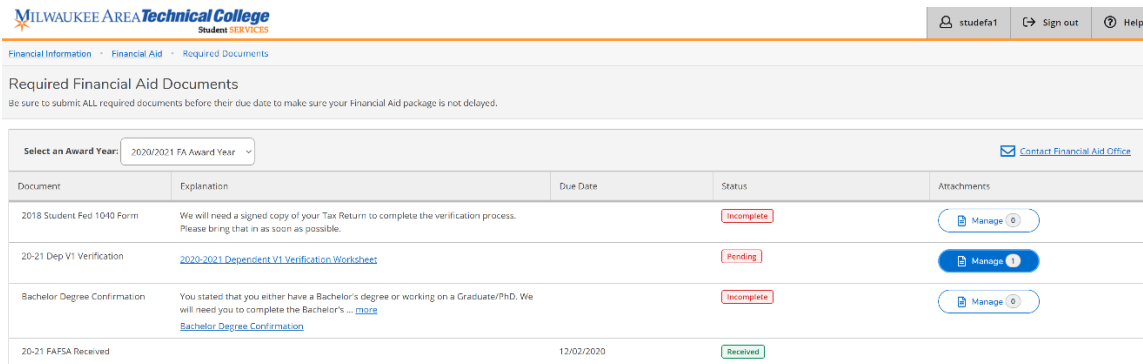 MILWAUKEE AREA Technical College
Student SERVICES
studefa1
Sign out
Help
Financial Information · Financial Aid · Required Documents
Required Financial Aid Documents
Be sure to submit ALL required documents before their due date to make sure your Financial Aid package is not delayed.
Select an Award Year: 2020/2021 FA Award Year
Contact Financial Aid Office
Document Explanation Due Date Status Attachments
2018 Student Fed 1040 Form We will need a signed copy of your Tax Return to complete the verification process. Incomplete Manage 0
Please bring that in as soon as possible.
20-21 Dep V1 Verification 2020-2021 Dependent V1 Verification Worksheet Pending Manage 1
Bachelor Degree Confirmation You stated that you either have a Bachelor's degree or working on a Graduate/PhD. We Incomplete Manage 0
will need you to complete the Bachelor's ... more
Bachelor Degree Confirmation
20-21 FAFSA Received 12/02/2020 Received